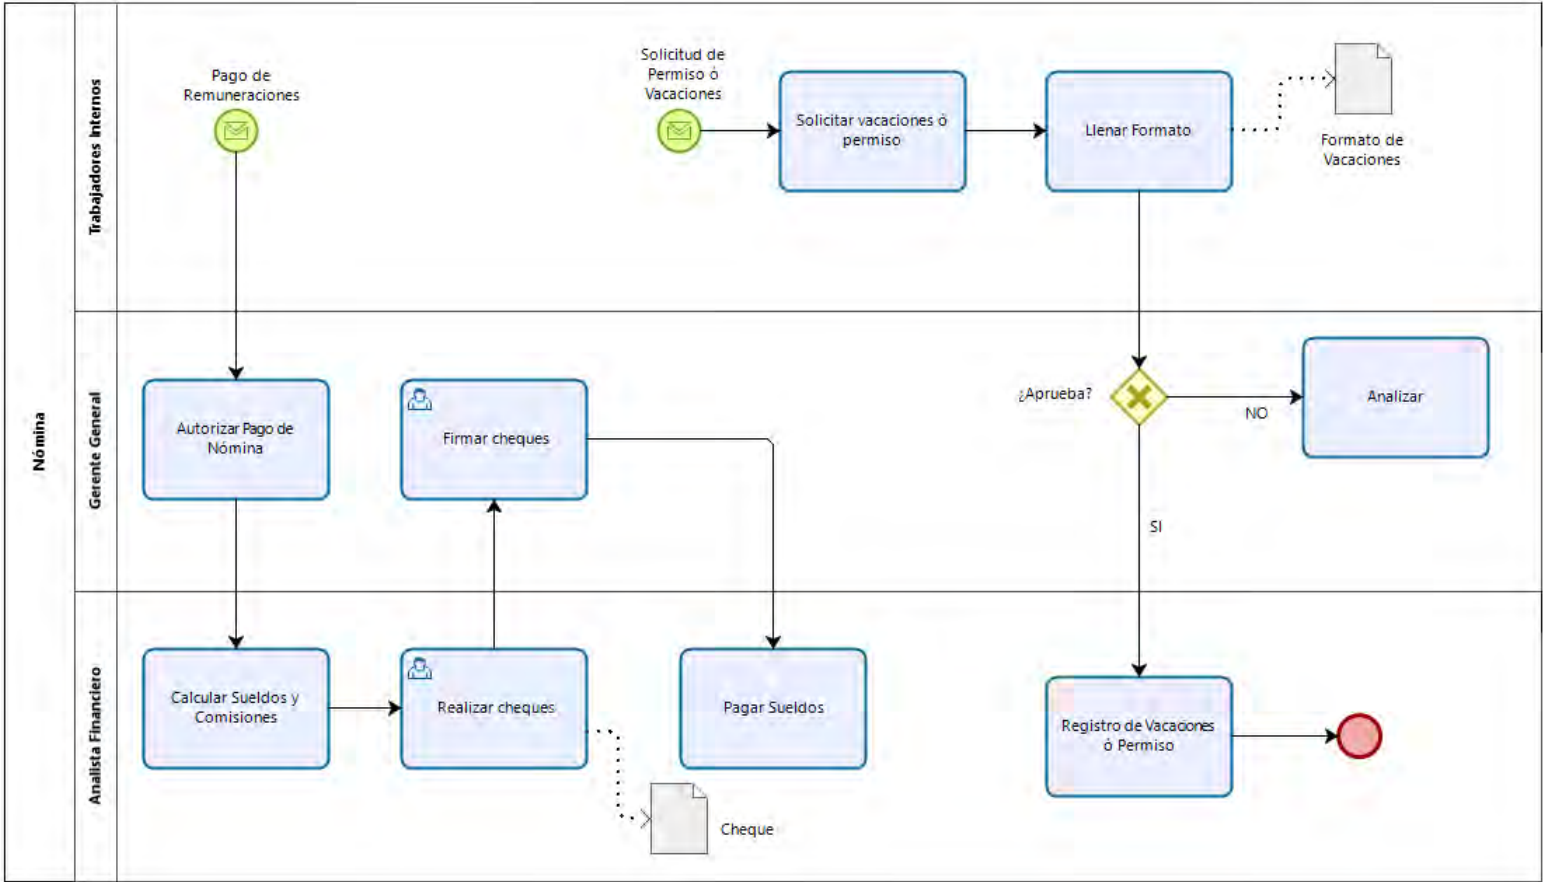 Nómina
Trabajadores Internos
Pago de
Remuneraciones
Solicitud de
Permiso ó
Vacaciones
Solicitar vacaciones ó
permiso
Llenar Formato
Formato de
Vacaciones
Gerente General
Autorizar Pago de
Nómina
Firmar cheques
¿Aprueba?
NO
Analizar
SI
Analista Financiero
Calcular Sueldos y
Comisiones
Realizar cheques
Cheque
Pagar Sueldos
Registro de Vacaciones
ó Permiso